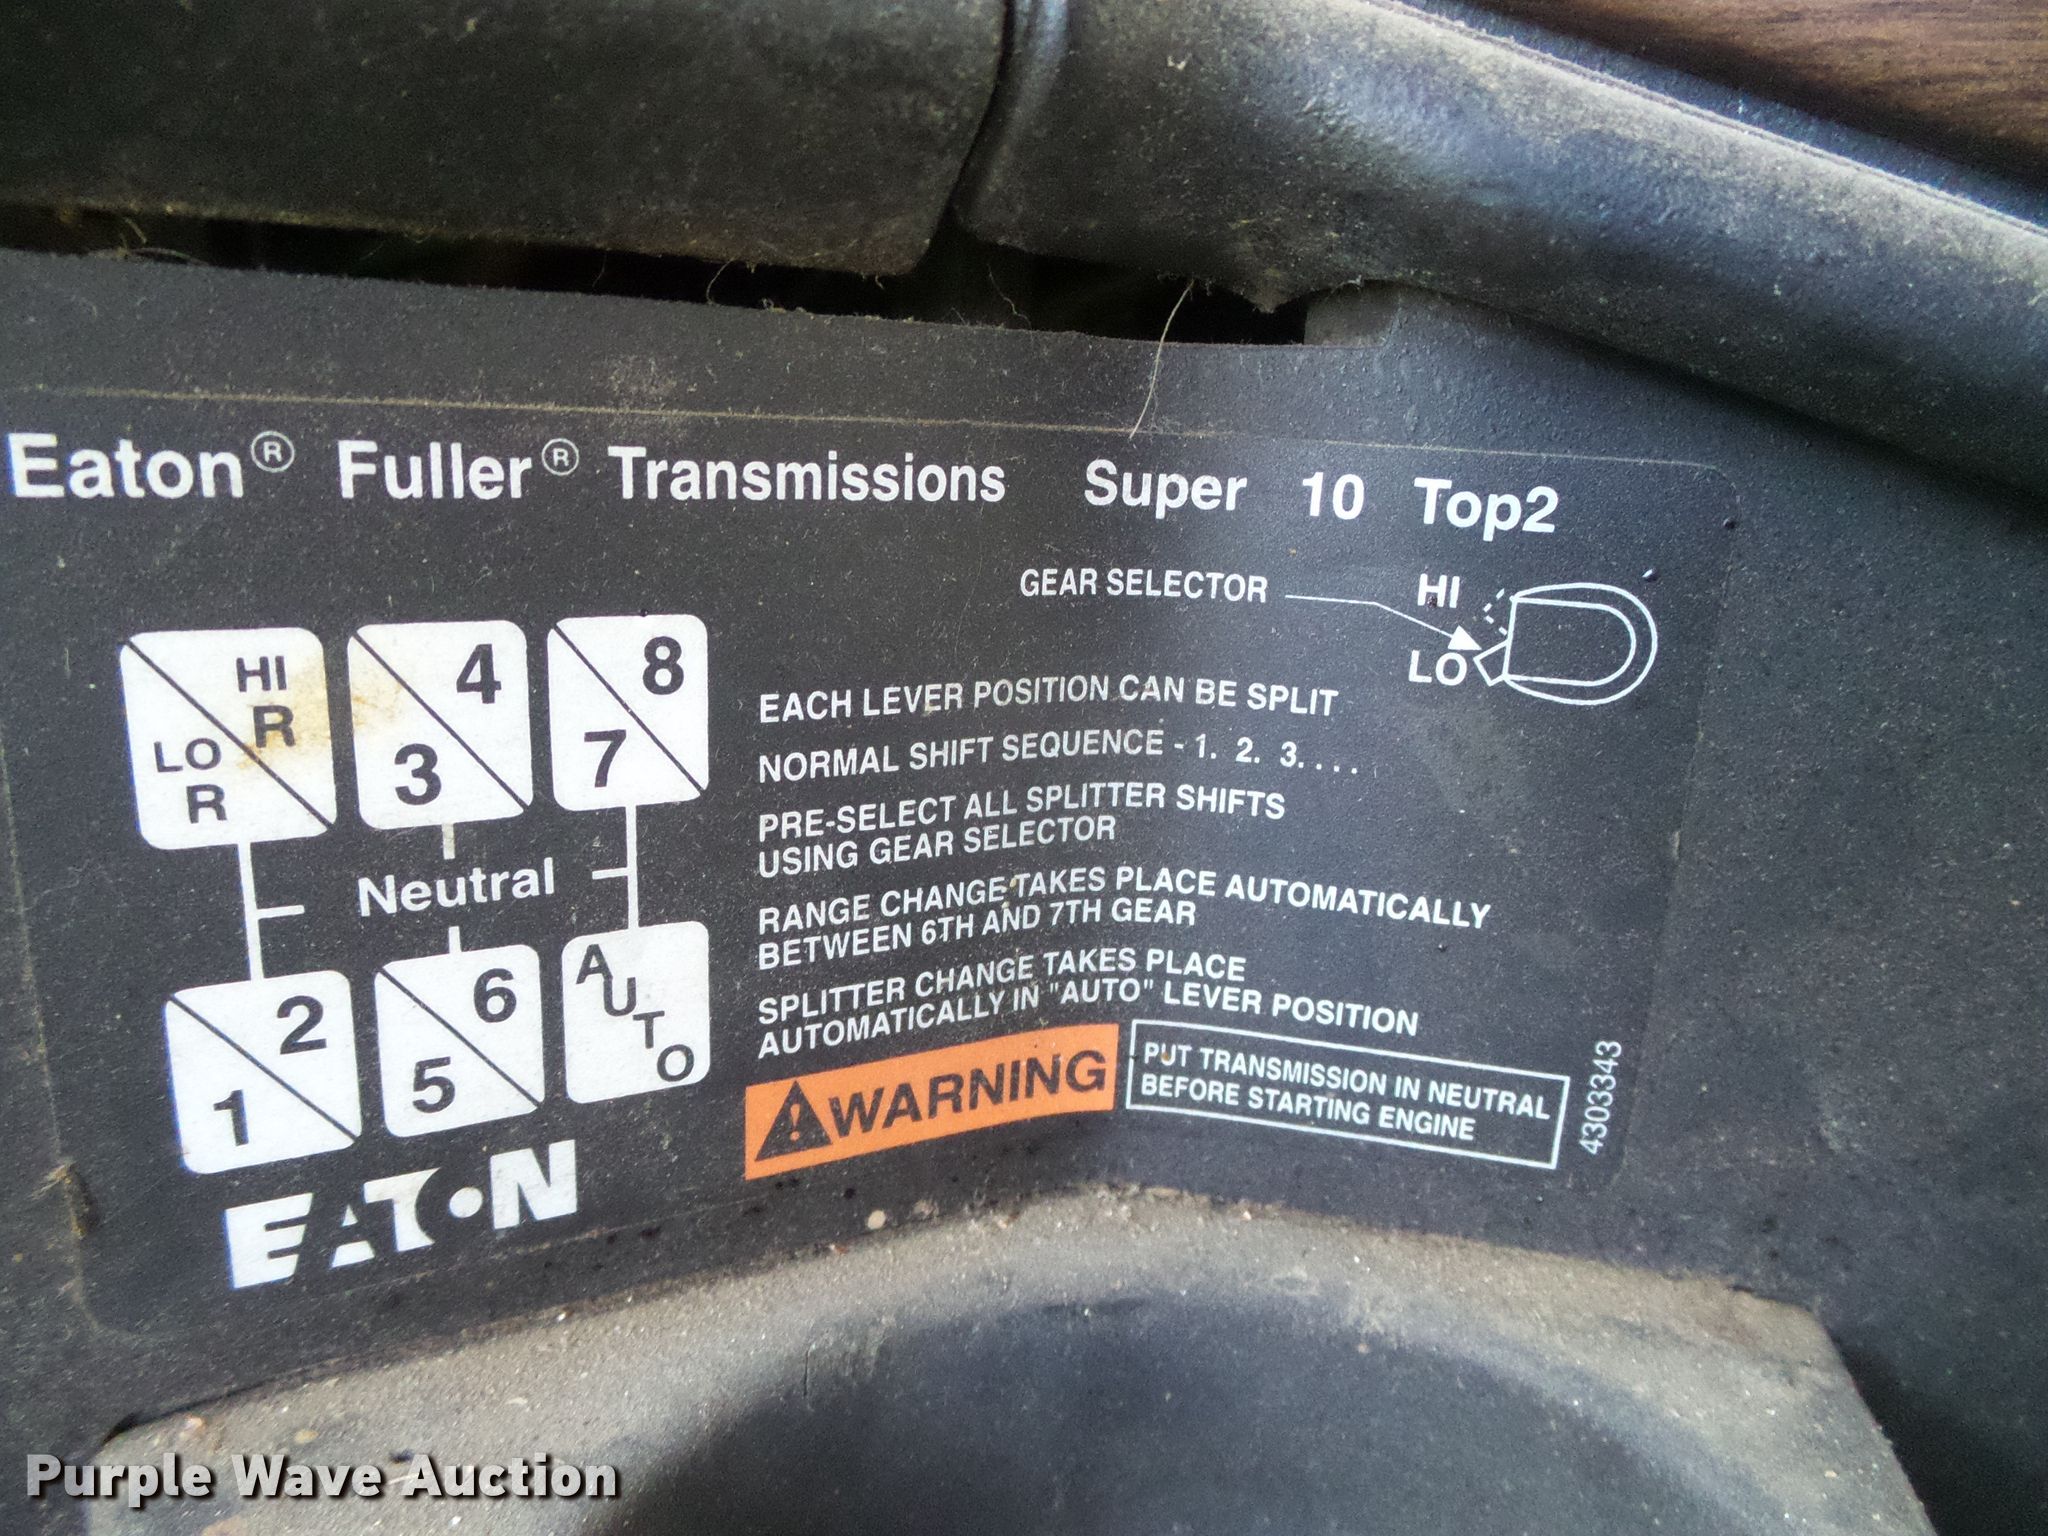 Eaton® Fuller® Transmissions Super 10 Top2
GEAR SELECTOR
HI
LO
HI
R
LO
R
4
3
8
7
Neutral
2
1
6
5
AUTO
EATON
EACH LEVER POSITION CAN BE SPLIT
NORMAL SHIFT SEQUENCE - 1. 2. 3. . . .
PRE-SELECT ALL SPLITTER SHIFTS
USING GEAR SELECTOR
RANGE CHANGE TAKES PLACE AUTOMATICALLY
BETWEEN 6TH AND 7TH GEAR
SPLITTER CHANGE TAKES PLACE
AUTOMATICALLY IN "AUTO" LEVER POSITION
WARNING
PUT TRANSMISSION IN NEUTRAL
BEFORE STARTING ENGINE
4303343
Purple Wave Auction